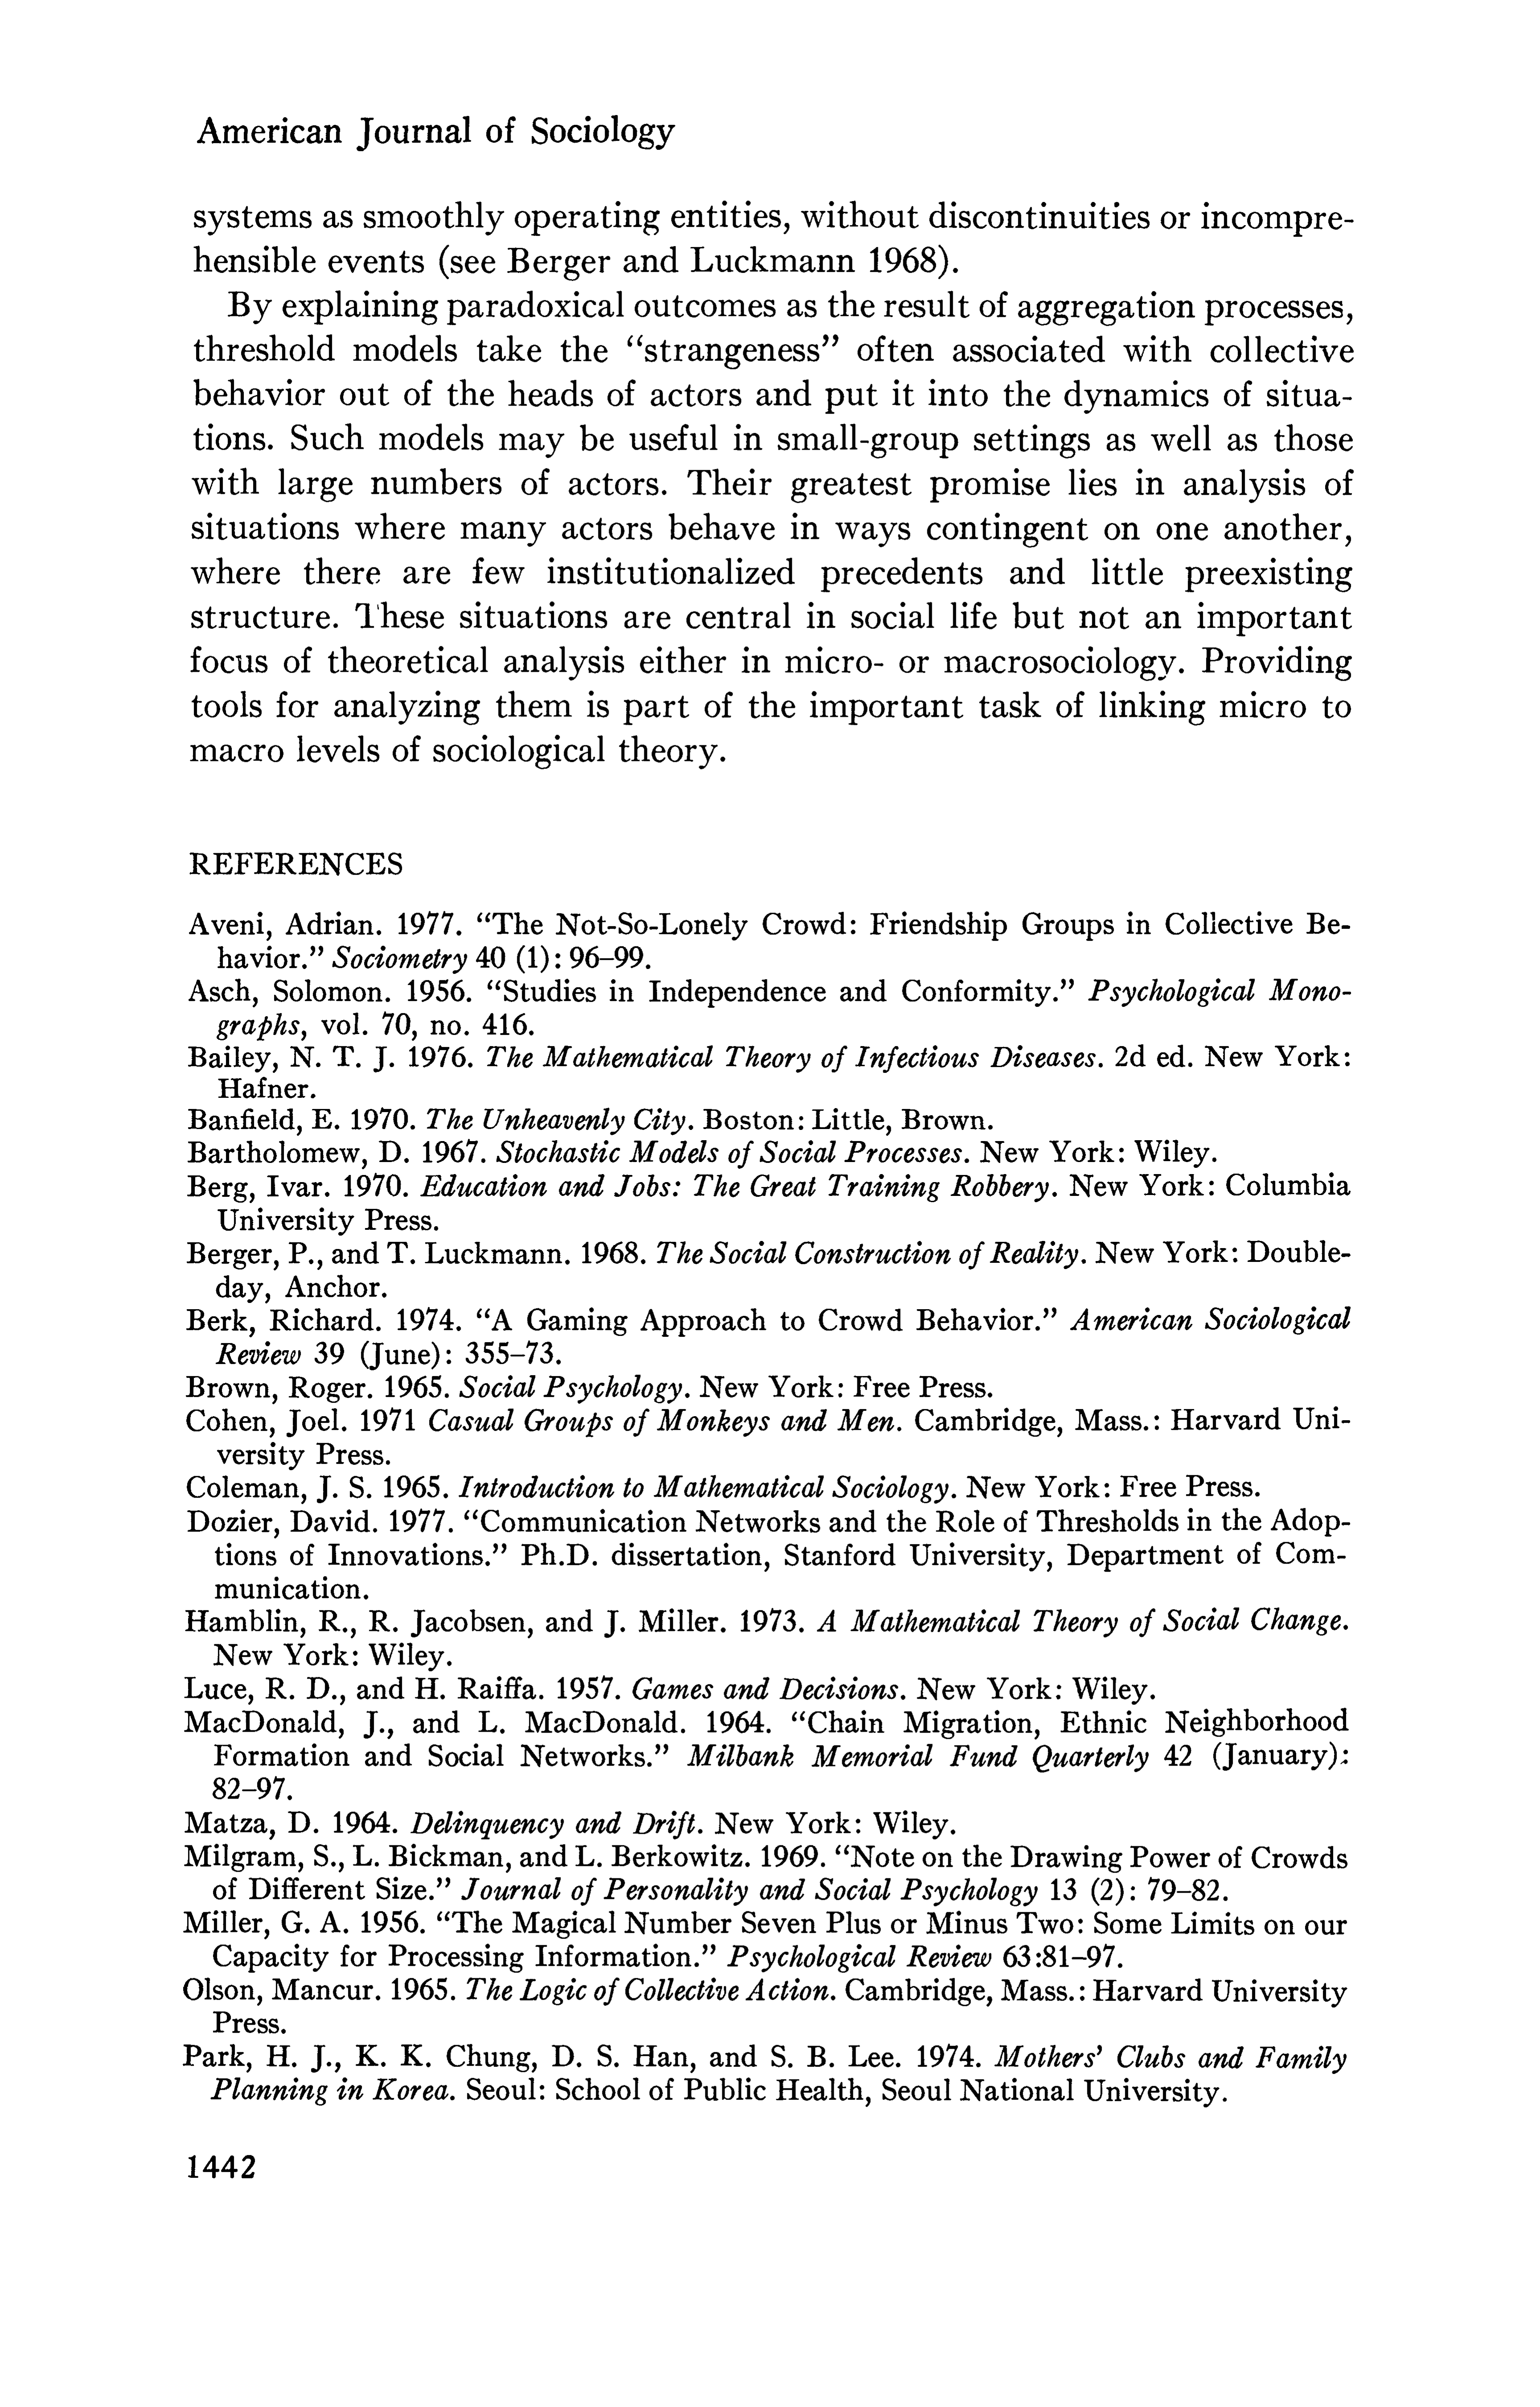 American Journal of Sociology
systems as smoothly operating entities, without discontinuities or incompre-
hensible events (see Berger and Luckmann 1968).
By explaining paradoxical outcomes as the result of aggregation processes,
threshold models take the “strangeness” often associated with collective
behavior out of the heads of actors and put it into the dynamics of situa-
tions. Such models may be useful in small-group settings as well as those
with large numbers of actors. Their greatest promise lies in analysis of
situations where many actors behave in ways contingent on one another,
where there are few institutionalized precedents and little preexisting
structure. These situations are central in social life but not an important
focus of theoretical analysis either in micro- or macrosociology. Providing
tools for analyzing them is part of the important task of linking micro to
macro levels of sociological theory.
REFERENCES
Aveni, Adrian. 1977. “The Not-So-Lonely Crowd: Friendship Groups in Collective Be-
havior.” Sociometry 40 (1): 96–99.
Asch, Solomon. 1956. “Studies in Independence and Conformity.” Psychological Mono-
graphs, vol. 70, no. 416.
Bailey, N. T. J. 1976. The Mathematical Theory of Infectious Diseases. 2d ed. New York:
Hafner.
Banfield, E. 1970. The Unheavenly City. Boston: Little, Brown.
Bartholomew, D. 1967. Stochastic Models of Social Processes. New York: Wiley.
Berg, Ivar. 1970. Education and Jobs: The Great Training Robbery. New York: Columbia
University Press.
Berger, P., and T. Luckmann. 1968. The Social Construction of Reality. New York: Double-
day, Anchor.
Berk, Richard. 1974. “A Gaming Approach to Crowd Behavior.” American Sociological
Review 39 (June): 355–73.
Brown, Roger. 1965. Social Psychology. New York: Free Press.
Cohen, Joel. 1971 Casual Groups of Monkeys and Men. Cambridge, Mass.: Harvard Uni-
versity Press.
Coleman, J. S. 1965. Introduction to Mathematical Sociology. New York: Free Press.
Dozier, David. 1977. “Communication Networks and the Role of Thresholds in the Adop-
tions of Innovations.” Ph.D. dissertation, Stanford University, Department of Com-
munication.
Hamblin, R., R. Jacobsen, and J. Miller. 1973. A Mathematical Theory of Social Change.
New York: Wiley.
Luce, R. D., and H. Raiffa. 1957. Games and Decisions. New York: Wiley.
MacDonald, J., and L. MacDonald. 1964. “Chain Migration, Ethnic Neighborhood
Formation and Social Networks.” Milbank Memorial Fund Quarterly 42 (January):
82–97.
Matza, D. 1964. Delinquency and Drift. New York: Wiley.
Milgram, S., L. Bickman, and L. Berkowitz. 1969. “Note on the Drawing Power of Crowds
of Different Size.” Journal of Personality and Social Psychology 13 (2): 79–82.
Miller, G. A. 1956. “The Magical Number Seven Plus or Minus Two: Some Limits on our
Capacity for Processing Information.” Psychological Review 63:81–97.
Olson, Mancur. 1965. The Logic of Collective Action. Cambridge, Mass.: Harvard University
Press.
Park, H. J., K. K. Chung, D. S. Han, and S. B. Lee. 1974. Mothers’ Clubs and Family
Planning in Korea. Seoul: School of Public Health, Seoul National University.
1442